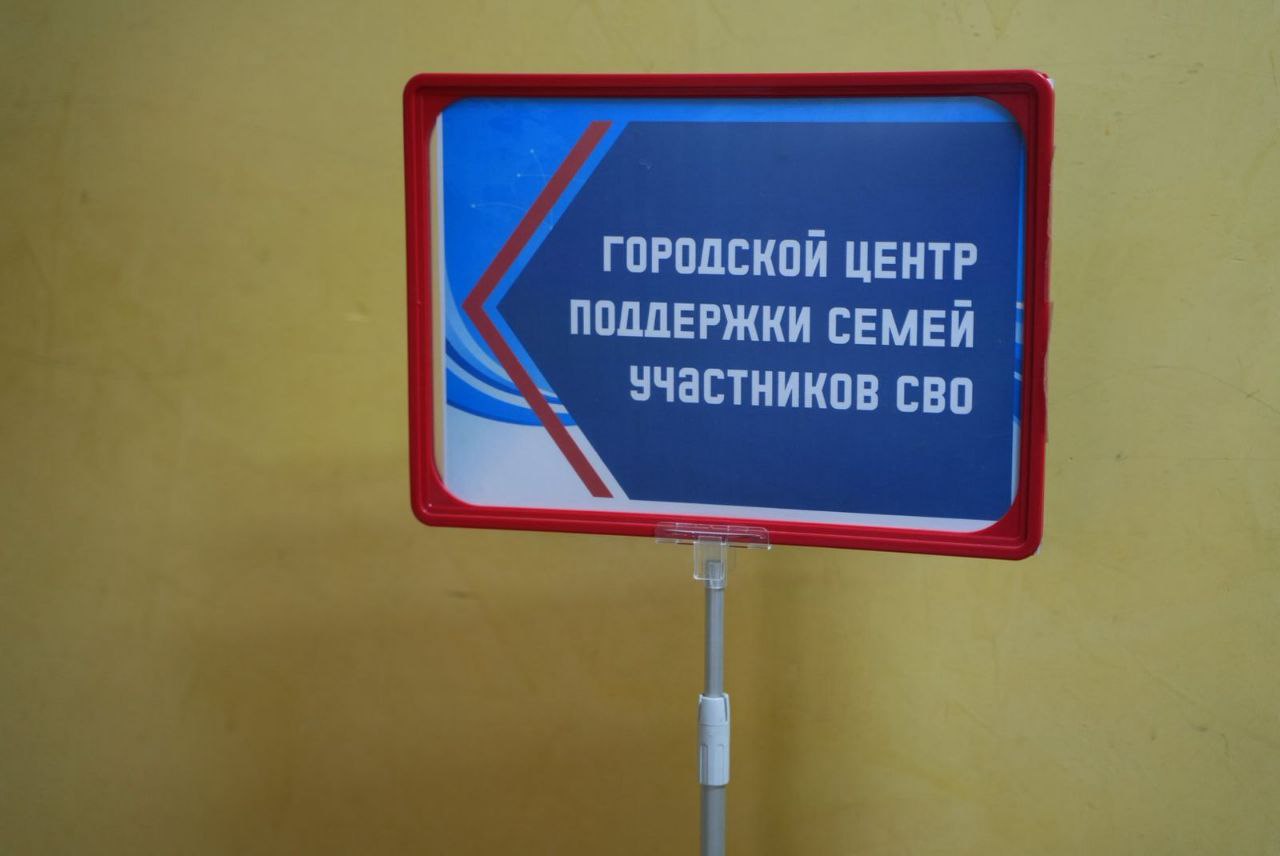 ГОРОДСКОЙ ЦЕНТР
ПОДДЕРЖКИ СЕМЕЙ
УЧАСТНИКОВ СВО